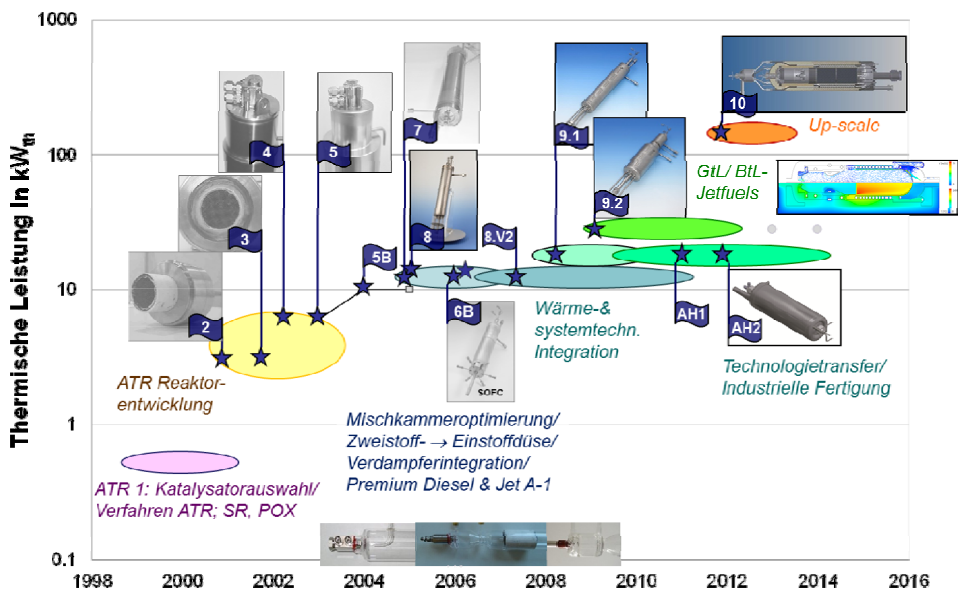 1000
100
10
1
0.1
Thermische Leistung in kWth
1998
2000
2002
2004
2006
2008
2010
2012
2014
2016
2
3
4
5
5B
7
8
6B
8.V2
9.1
9.2
10
AH1
AH2
SOFC
Up-scale
GtL/ BtL-
Jetfuels
Wärme-&
systemtechn.
Integration
Technologietransfer/
Industrielle Fertigung
ATR Reaktor-
entwicklung
Mischkammeroptimierung/
Zweistoff- → Einstoffdüse/
Verdampferintegration/
Premium Diesel & Jet A-1
ATR 1: Katalysatorauswahl/
Verfahren ATR; SR, POX